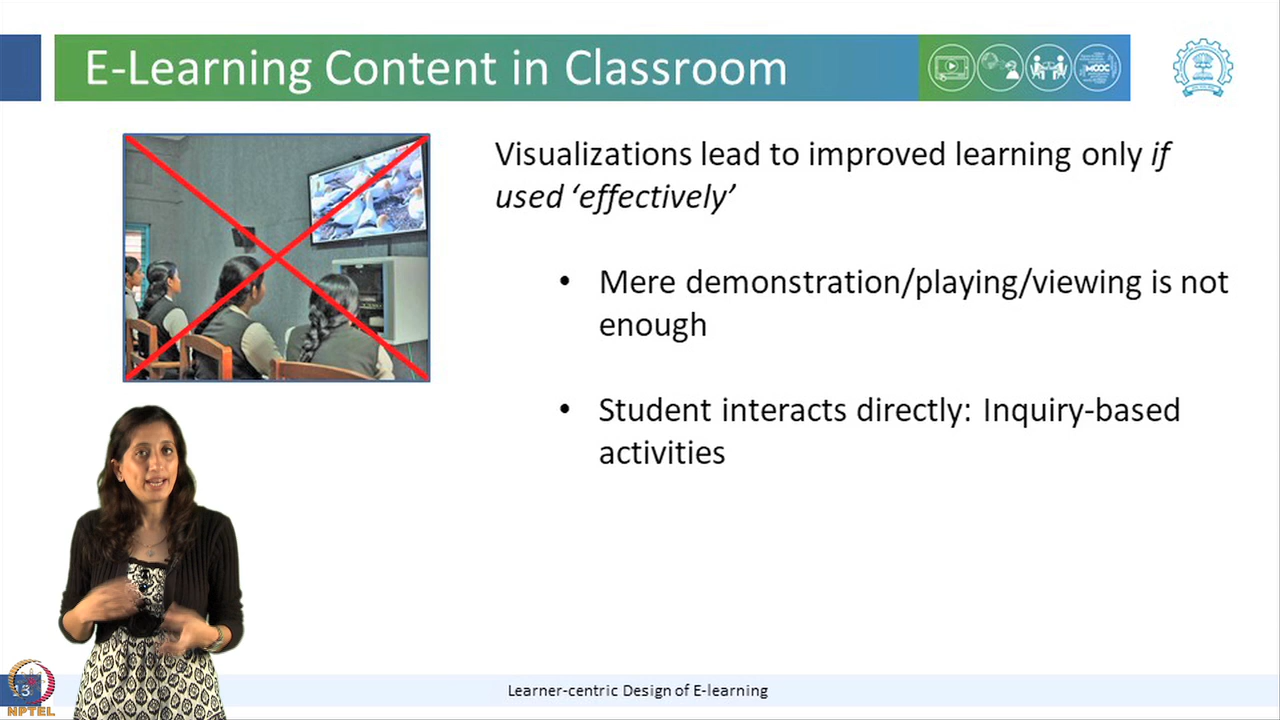 E-Learning Content in Classroom
MOOC
Visualizations lead to improved learning only if
used ‘effectively’
• Mere demonstration/playing/viewing is not
enough
• Student interacts directly: Inquiry-based
activities
13
Learner-centric Design of E-learning
NPTEL